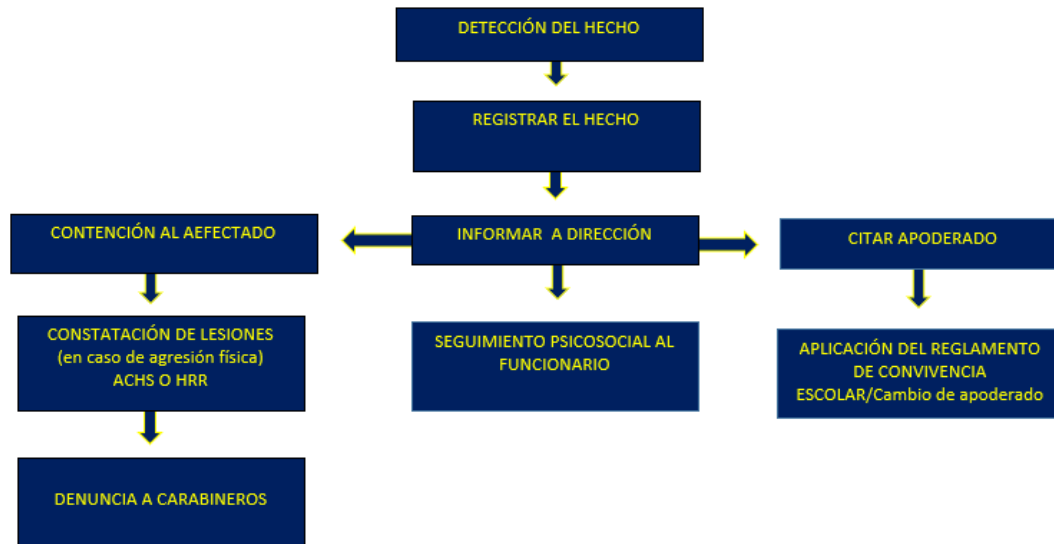 DETECCIÓN DEL HECHO
REGISTRAR EL HECHO
CONTENCIÓN AL AEFECTADO
INFORMAR  A DIRECCIÓN
CITAR APODERADO
CONSTATACIÓN DE LESIONES
(en caso de agresión física)
ACHS O HRR
SEGUIMIENTO PSICOSOCIAL AL
FUNCIONARIO
APLICACIÓN DEL REGLAMENTO
DE CONVIVENCIA
ESCOLAR/Cambio de apoderado
DENUNCIA A CARABINEROS